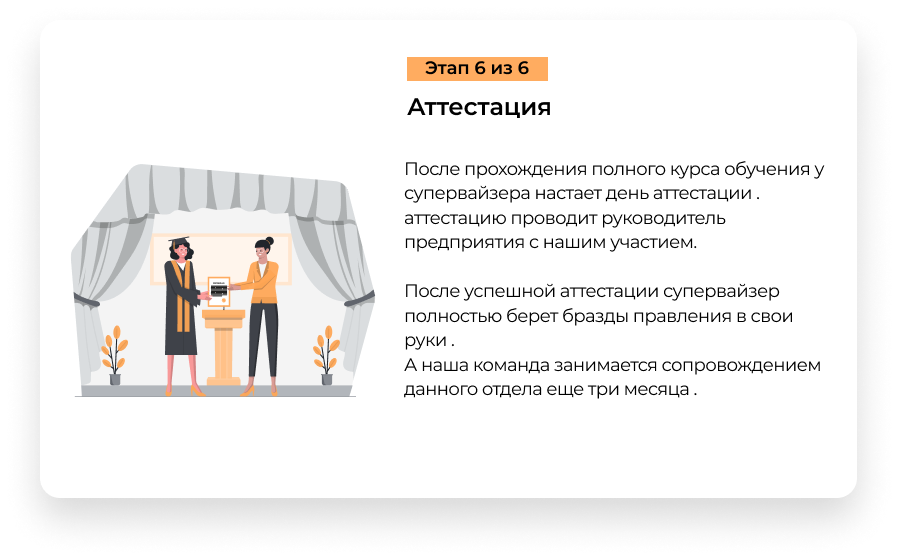 Этап 6 из 6
Аттестация
После прохождения полного курса обучения у
супервайзера настает день аттестации .
аттестацию проводит руководитель
предприятия с нашим участием.
После успешной аттестации супервайзер
полностью берет бразды правления в свои
руки .
А наша команда занимается сопровождением
данного отдела еще три месяца .